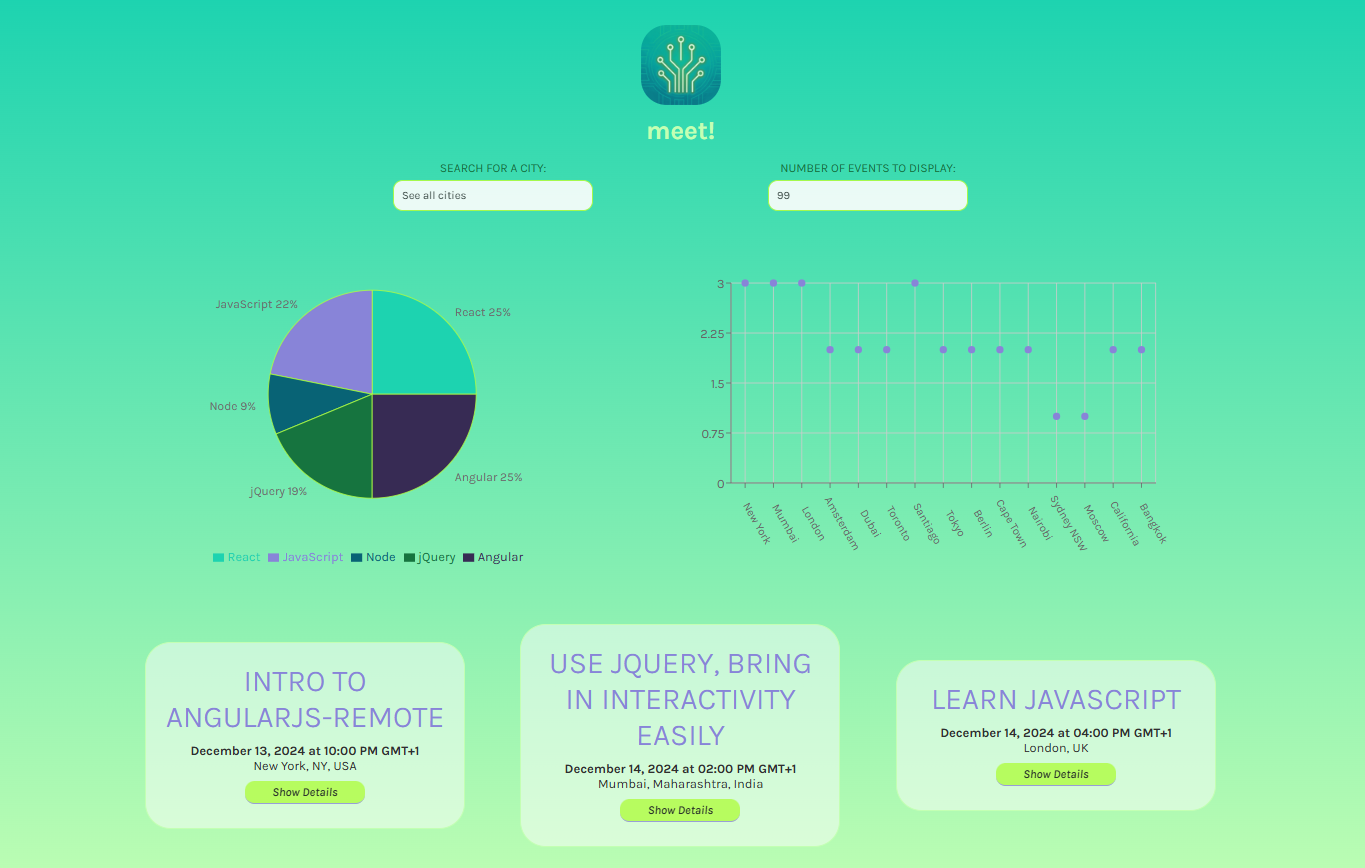 meet!
SEARCH FOR A CITY:
See all cities
NUMBER OF EVENTS TO DISPLAY:
99
JavaScript 22%
React 25%
Node 9%
jQuery 19%
Angular 25%
React JavaScript Node jQuery Angular
3
2.25
1.5
0.75
0
New York
Mumbai
London
Amsterdam
Dubai
Toronto
Santiago
Tokyo
Berlin
Cape Town
Nairobi
Sydney NSW
Moscow
California
Bangkok
INTRO TO
ANGULARJS-REMOTE
December 13, 2024 at 10:00 PM GMT+1
New York, NY, USA
Show Details
USE JQUERY, BRING
IN INTERACTIVITY
EASILY
December 14, 2024 at 02:00 PM GMT+1
Mumbai, Maharashtra, India
Show Details
LEARN JAVASCRIPT
December 14, 2024 at 04:00 PM GMT+1
London, UK
Show Details